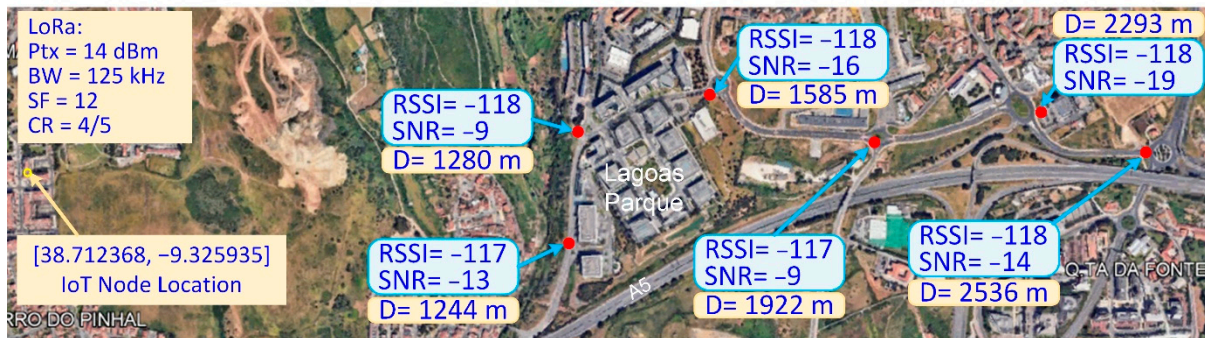 LoRa:
Ptx = 14 dBm
BW = 125 kHz
SF = 12
CR = 4/5
[38.712368, −9.325935]
IoT Node Location
RSSI= −118
SNR= −9
D= 1280 m
RSSI= −117
SNR= −13
D= 1244 m
RSSI= −118
SNR= −16
D= 1585 m
RSSI= −117
SNR= −9
D= 1922 m
D= 2293 m
RSSI= −118
SNR= −19
RSSI= −118
SNR= −14
D= 2536 m
Lagoas
Parque
A5
RRO DO PINHAL
Q.TA DA FONTE